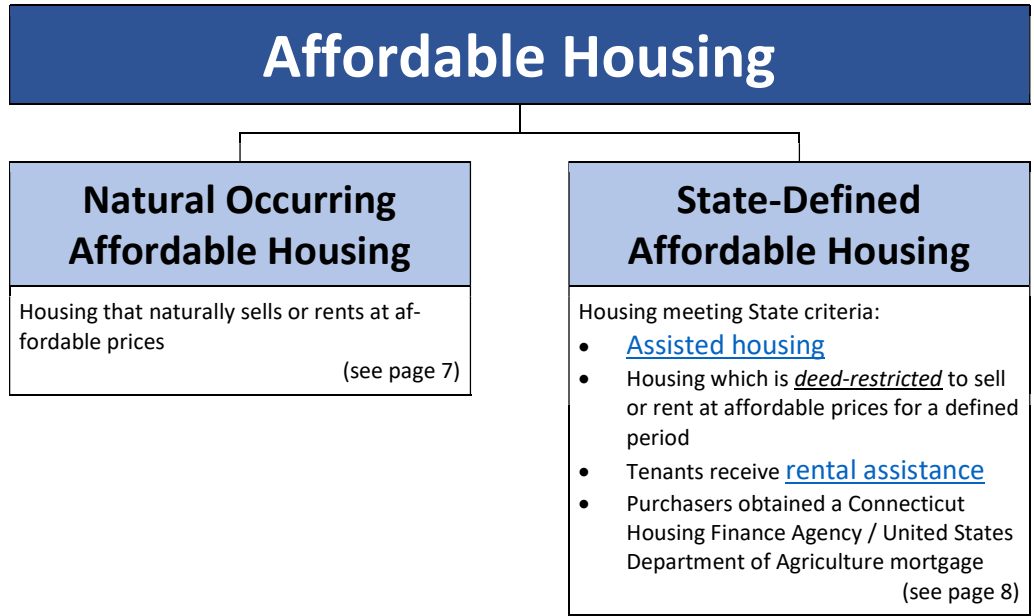 Affordable Housing
Natural Occurring
Affordable Housing
Housing that naturally sells or rents at af-
fordable prices
(see page 7)
State-Defined
Affordable Housing
Housing meeting State criteria:
• Assisted housing
• Housing which is deed-restricted to sell
or rent at affordable prices for a defined
period
• Tenants receive rental assistance
• Purchasers obtained a Connecticut
Housing Finance Agency / United States
Department of Agriculture mortgage
(see page 8)